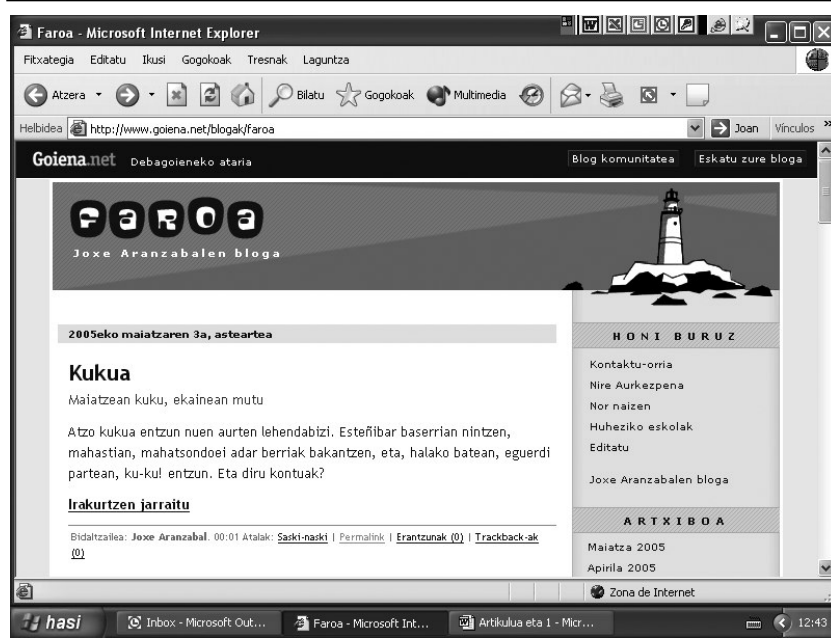 Faroa - Microsoft Internet Explorer
Fitxategia Editatu Ikusi Gogokoak Tresnak Laguntza
Atzera Bilatu Gogokoak Multimedia
Helbidea http://www.goiena.net/blogak/faroa Joan Vínculos »
Goiena.net Debagoieneko ataria Blog komunitatea Eskatu zure bloga
FaRoa
Joxe Aranzabalen bloga
2005eko maiatzaren 3a, asteartea
Kukua
Maiatzean kuku, ekainean mutu
Atzo kukua entzun nuen aurten lehendabizi. Esteñibar baserrian nintzen,
mahastian, mahatsondoei adar berriak bakantzen, eta, halako batean, eguerdi
partean, ku-ku! entzun. Eta diru kontuak?
Irakurtzen jarraitu
Bidaltzailea: Joxe Aranzabal. 00:01 Atalak: Saski-naski | Permalink | Erantzunak (0) | Trackback-ak
(0)
HONI BURUZ
Kontaktu-orria
Nire Aurkezpena
Nor naizen
Huheziko eskolak
Editatu
Joxe Aranzabalen bloga
ARTXIBOA
Maiatza 2005
Apirila 2005
Zona de Internet
hasi Inbox - Microsoft Out... Faroa - Microsoft Int... Artikulua eta 1 - Micr... 12:43